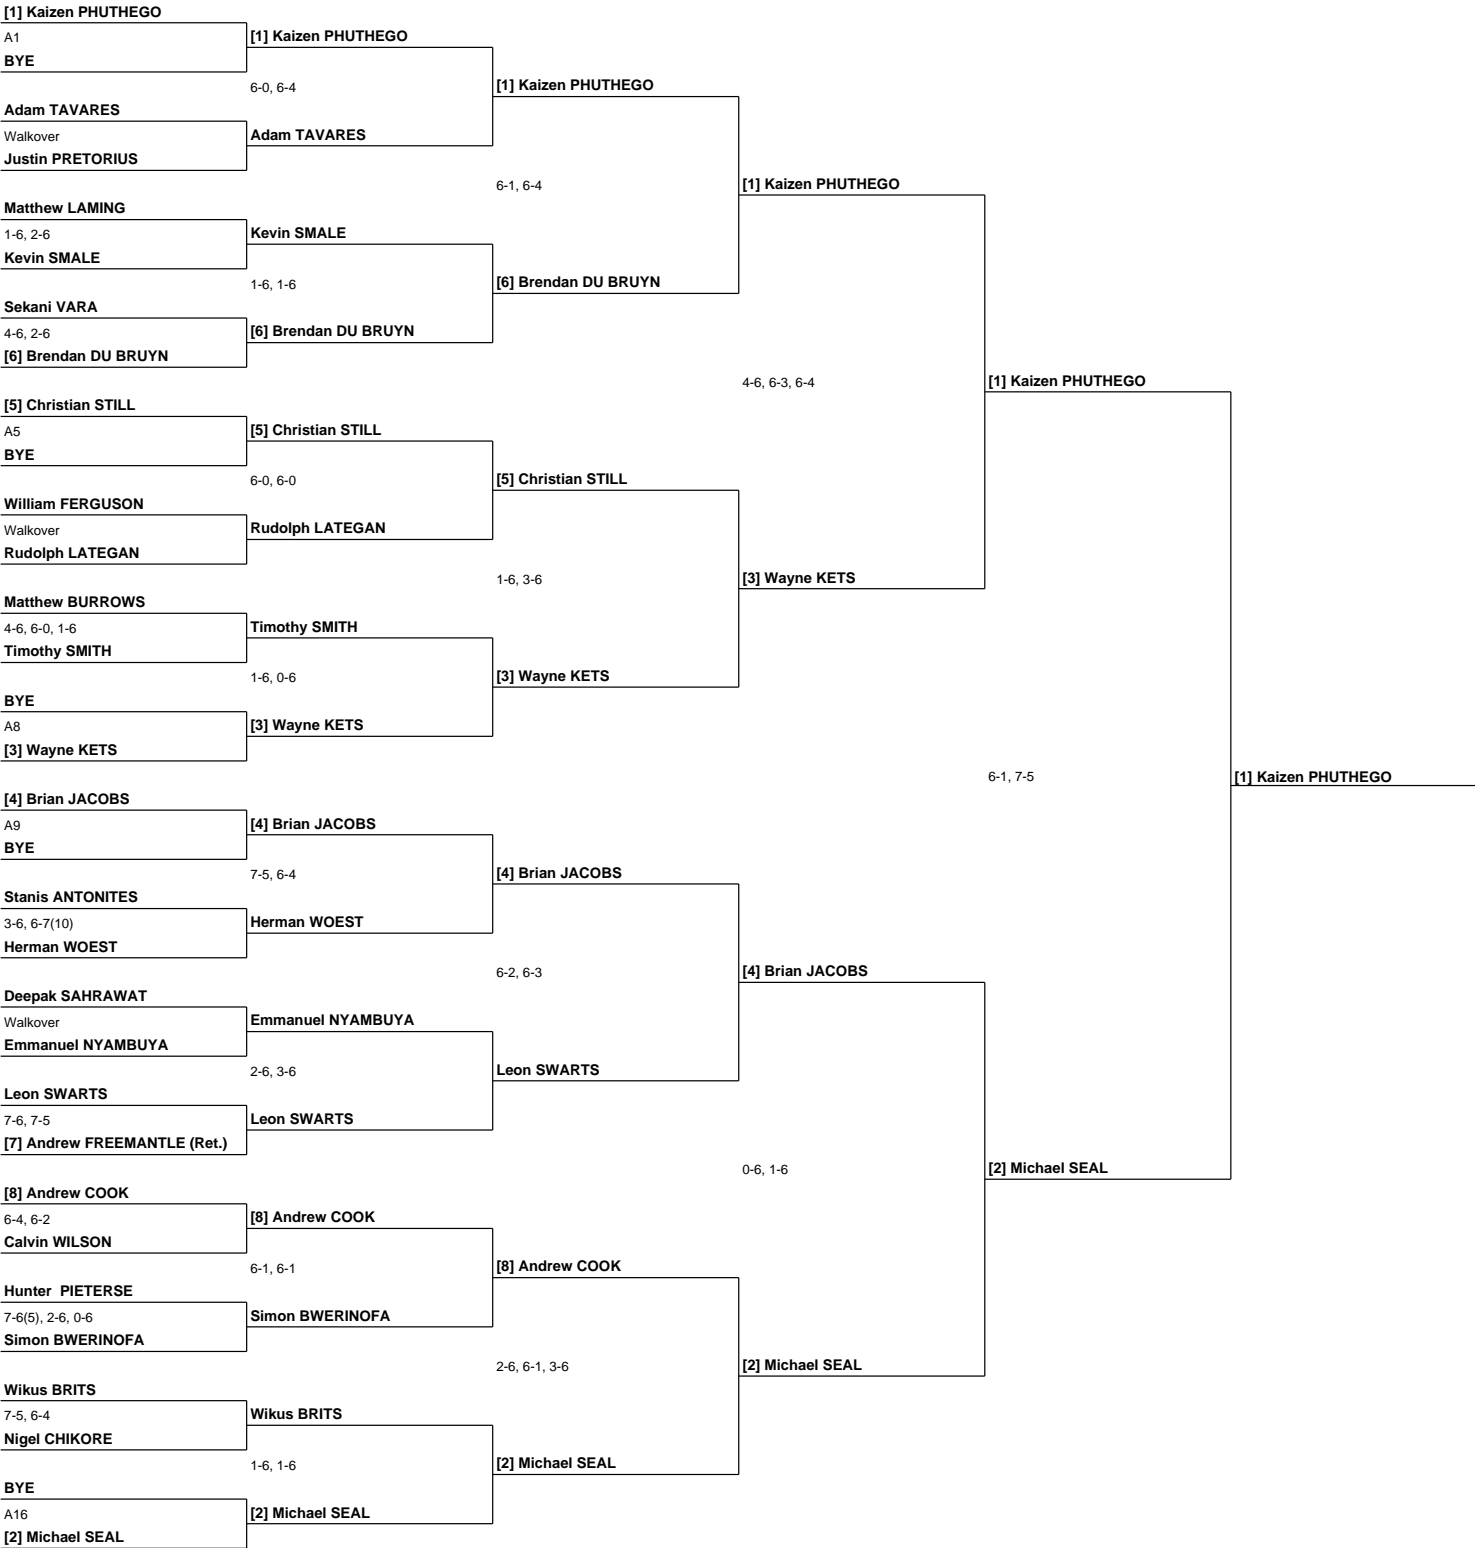 [1] Kaizen PHUTHEGO
A1
BYE
Adam TAVARES
Walkover
Justin PRETORIUS
Matthew LAMING
1-6, 2-6
Kevin SMALE
Sekani VARA
4-6, 2-6
[6] Brendan DU BRUYN
[5] Christian STILL
A5
BYE
William FERGUSON
Walkover
Rudolph LATEGAN
Matthew BURROWS
4-6, 6-0, 1-6
Timothy SMITH
BYE
A8
[3] Wayne KETS
[4] Brian JACOBS
A9
BYE
Stanis ANTONITES
3-6, 6-7(10)
Herman WOEST
Deepak SAHRAWAT
Walkover
Emmanuel NYAMBUYA
Leon SWARTS
7-6, 7-5
[7] Andrew FREEMANTLE (Ret.)
[8] Andrew COOK
6-4, 6-2
Calvin WILSON
Hunter  PIETERSE
7-6(5), 2-6, 0-6
Simon BWERINOFA
Wikus BRITS
7-5, 6-4
Nigel CHIKORE
BYE
A16
[2] Michael SEAL
[1] Kaizen PHUTHEGO
6-0, 6-4
Adam TAVARES
Kevin SMALE
1-6, 1-6
[6] Brendan DU BRUYN
[5] Christian STILL
6-0, 6-0
Rudolph LATEGAN
Timothy SMITH
1-6, 0-6
[3] Wayne KETS
[4] Brian JACOBS
7-5, 6-4
Herman WOEST
Emmanuel NYAMBUYA
2-6, 3-6
Leon SWARTS
[8] Andrew COOK
6-1, 6-1
Simon BWERINOFA
Wikus BRITS
1-6, 1-6
[2] Michael SEAL
[1] Kaizen PHUTHEGO
6-1, 6-4
[6] Brendan DU BRUYN
[5] Christian STILL
1-6, 3-6
[3] Wayne KETS
[4] Brian JACOBS
6-2, 6-3
Leon SWARTS
[8] Andrew COOK
2-6, 6-1, 3-6
[2] Michael SEAL
[1] Kaizen PHUTHEGO
4-6, 6-3, 6-4
[3] Wayne KETS
[4] Brian JACOBS
0-6, 1-6
[2] Michael SEAL
[1] Kaizen PHUTHEGO
6-1, 7-5
[2] Michael SEAL
[1] Kaizen PHUTHEGO